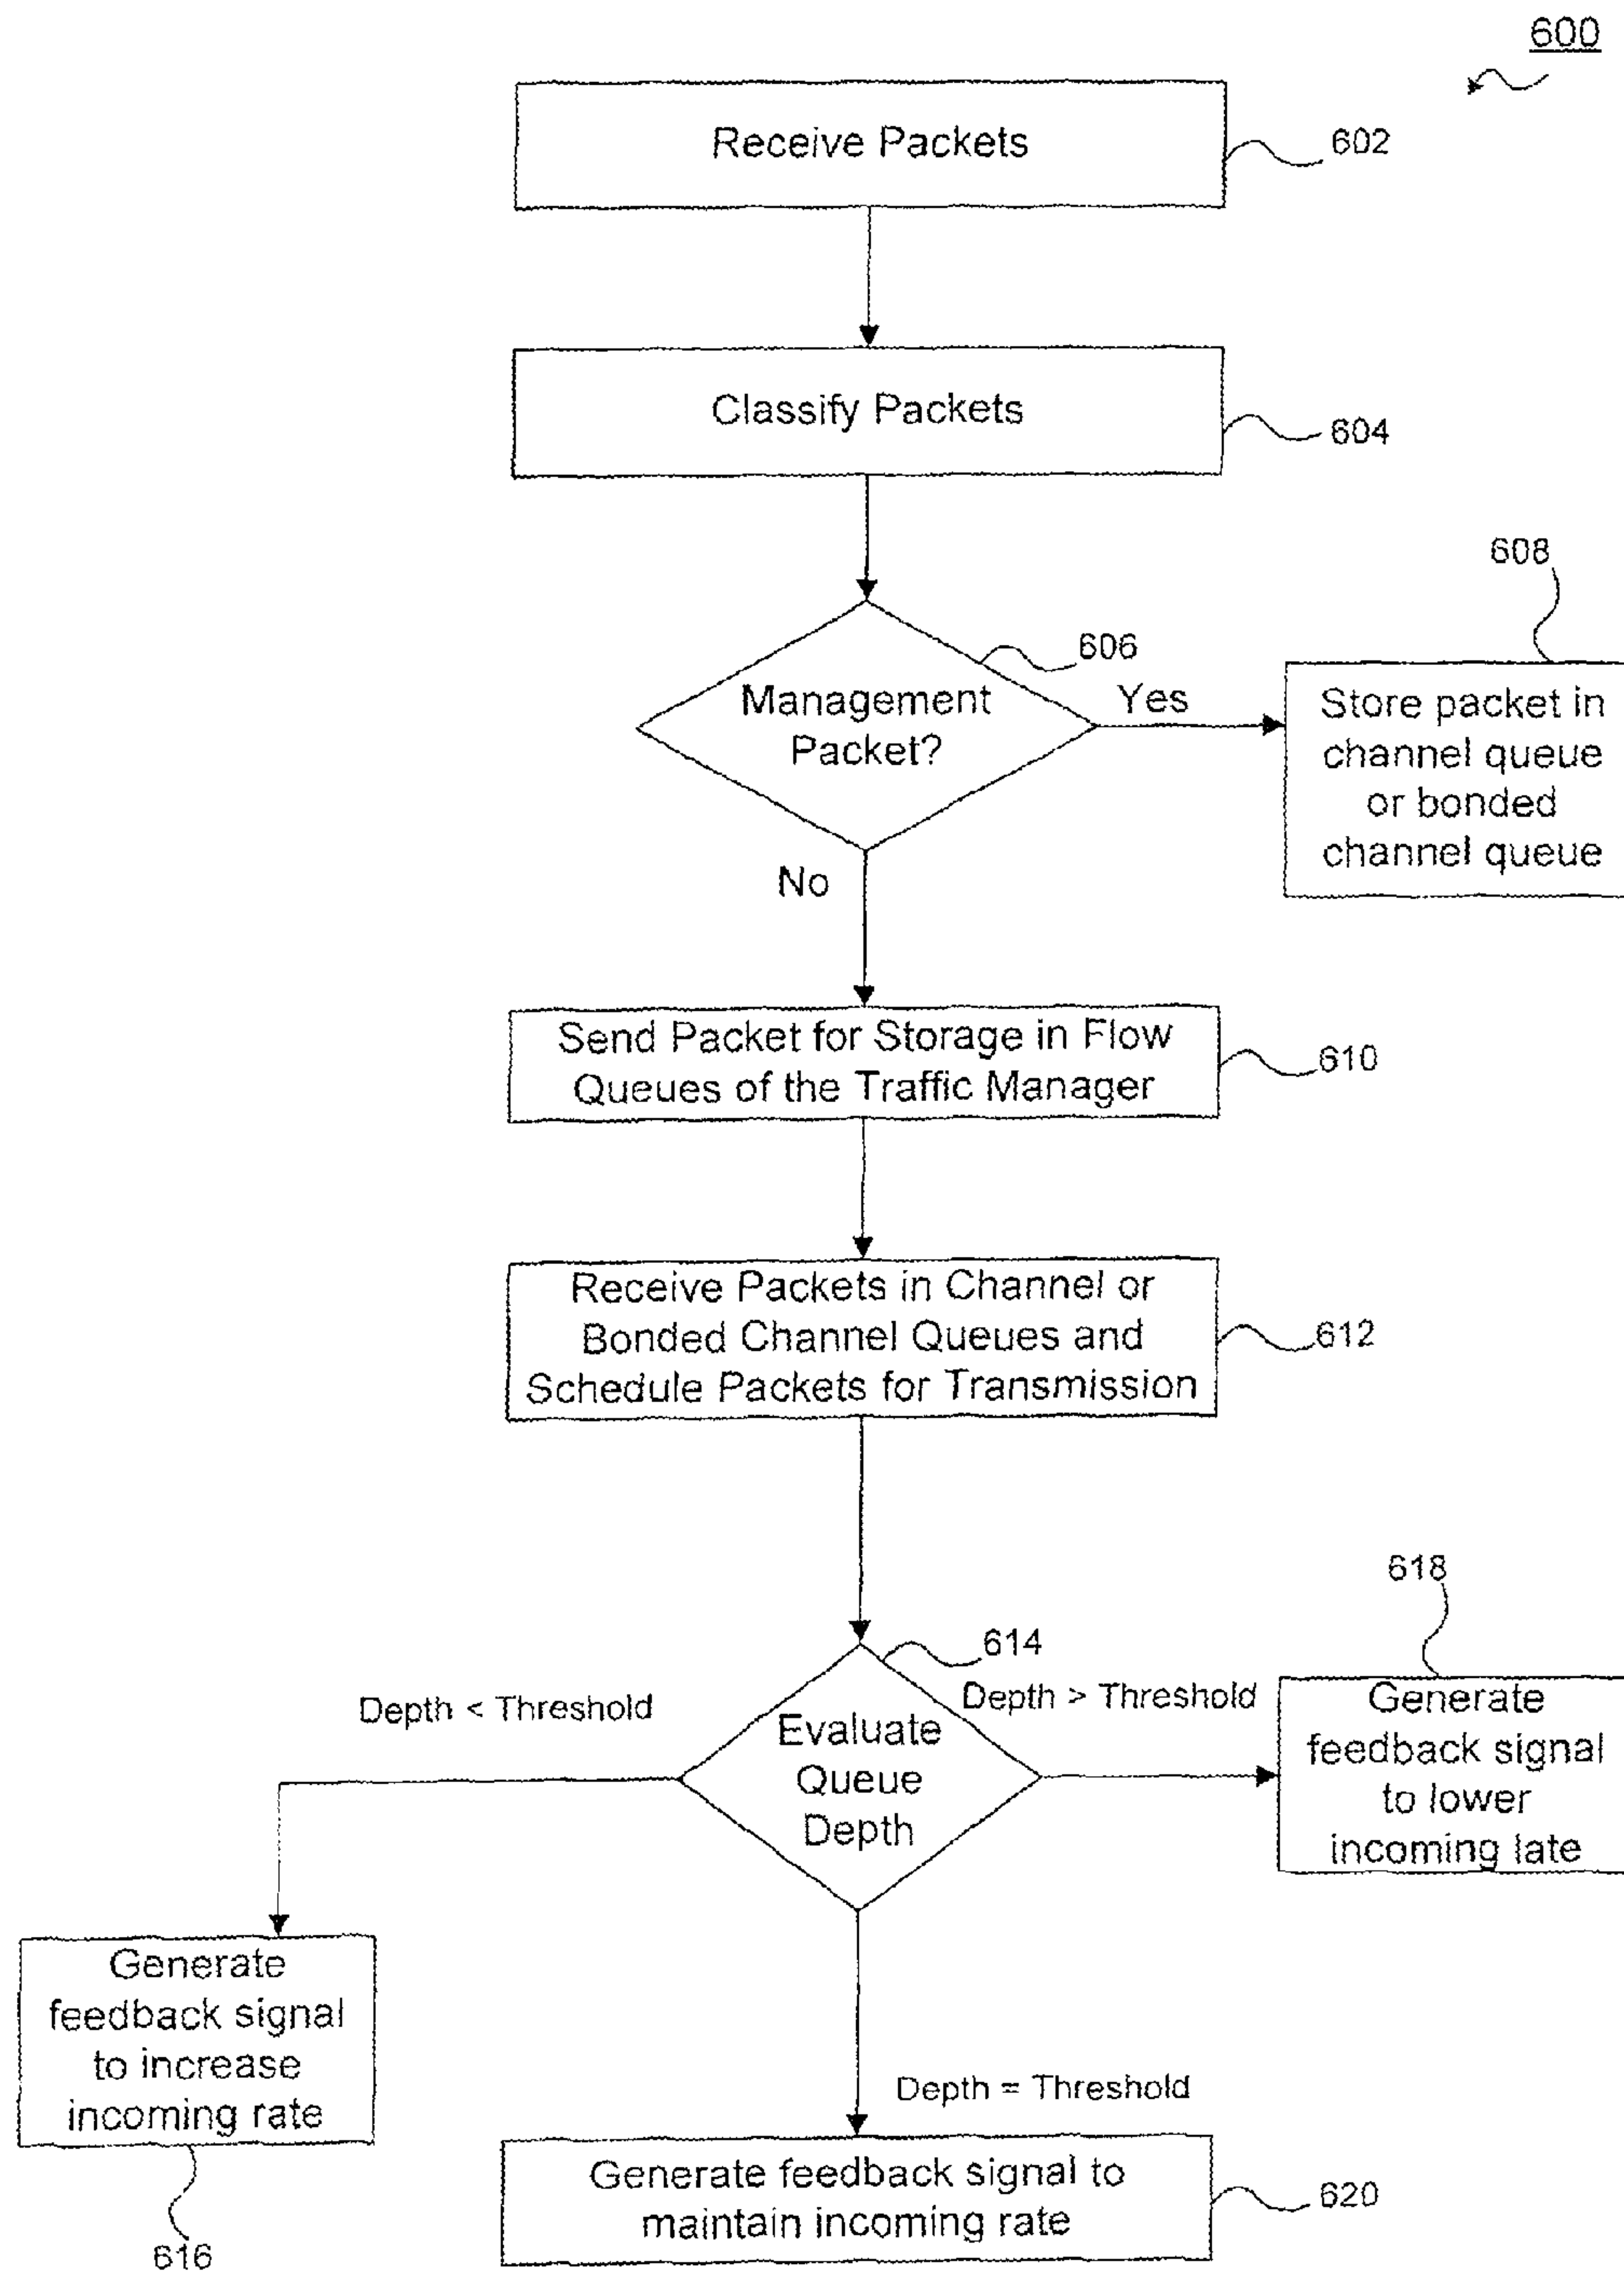 600
Receive Packets
602
Classify Packets
604
608
606
Management
Packet?
Yes
Store packet in
channel queue
or bonded
channel queue
No
Send Packet for Storage in Flow
Queues of the Traffic Manager
610
Receive Packets in Channel or
Bonded Channel Queues and
Schedule Packets for Transmission
612
618
614
Depth < Threshold
Depth > Threshold
Evaluate
Queue
Depth
Generate
feedback signal
to lower
incoming late
Generate
feedback signal
to increase
incoming rate
Depth = Threshold
Generate feedback signal to
maintain incoming rate
620
616